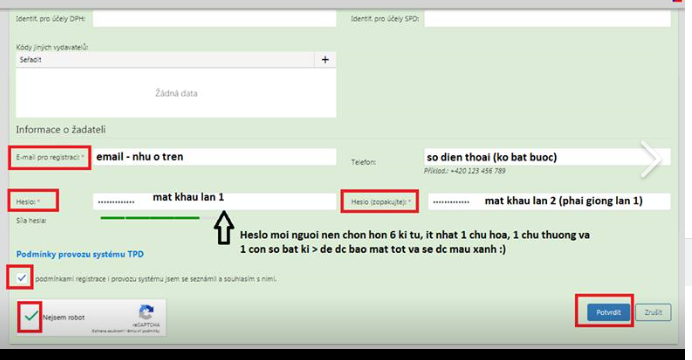 Identif. pro účely DPH: Identif. pro účely SPD:
Kódy jiných vydavatelů:
Seřadit +
Žádná data
Informace o žadateli
E-mail pro registraci: * email - nhu o tren Telefon: so dien thoai (ko bat buoc)
Příklad.: +420 123 456 789
Heslo: * ............. mat khau lan 1 Heslo (zopakujte): * ............. mat khau lan 2 (phai giong lan 1)
Síla hesla:
Heslo moi nguoi nen chon hon 6 ki tu, it nhat 1 chu hoa, 1 chu thuong va
1 con so bat ki > de dc bao mat tot va se dc mau xanh :)
Podmínky provozu systému TPD
podmínkami registrace i provozu systému jsem se seznámil a souhlasím s nimi.
Nejsem robot
reCAPTCHA
Potvrdit Zrušit